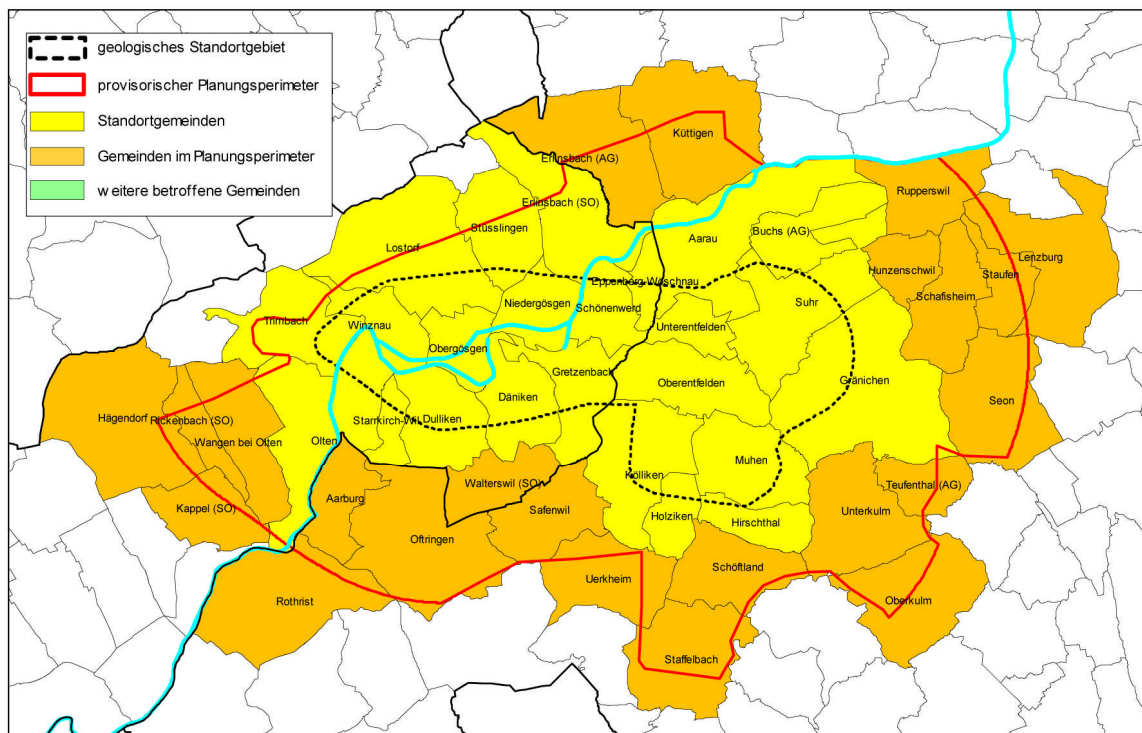 geologisches Standortgebiet
provisorischer Planungsperimeter
Standortgemeinden
Gemeinden im Planungsperimeter
weitere betroffene Gemeinden
Küttigen
Erlinsbach (AG)
Rupperswil
Erlinsbach (SO)
Stüsslingen
Buchs (AG)
Aarau
Lostorf
Lenzburg
Hunzenschwil
Staufen
Eppenberg-Wöschnau
Schafisheim
Niedergösgen
Schönenwerd
Suhr
Trimbach
Winznau
Unterentfelden
Obergösgen
Gretzenbach
Gränichen
Oberentfelden
Däniken
Seon
Hägendorf
Rickenbach (SO)
Starrkirch-Wil
Dulliken
Wangen bei Olten
Olten
Muhen
Kölliken
Aarburg
Walterswil (SO)
Teufenthal (AG)
Kappel (SO)
Safenwil
Unterkulm
Holziken
Hirschthal
Oftringen
Schöftland
Uerkheim
Rothrist
Oberkulm
Staffelbach